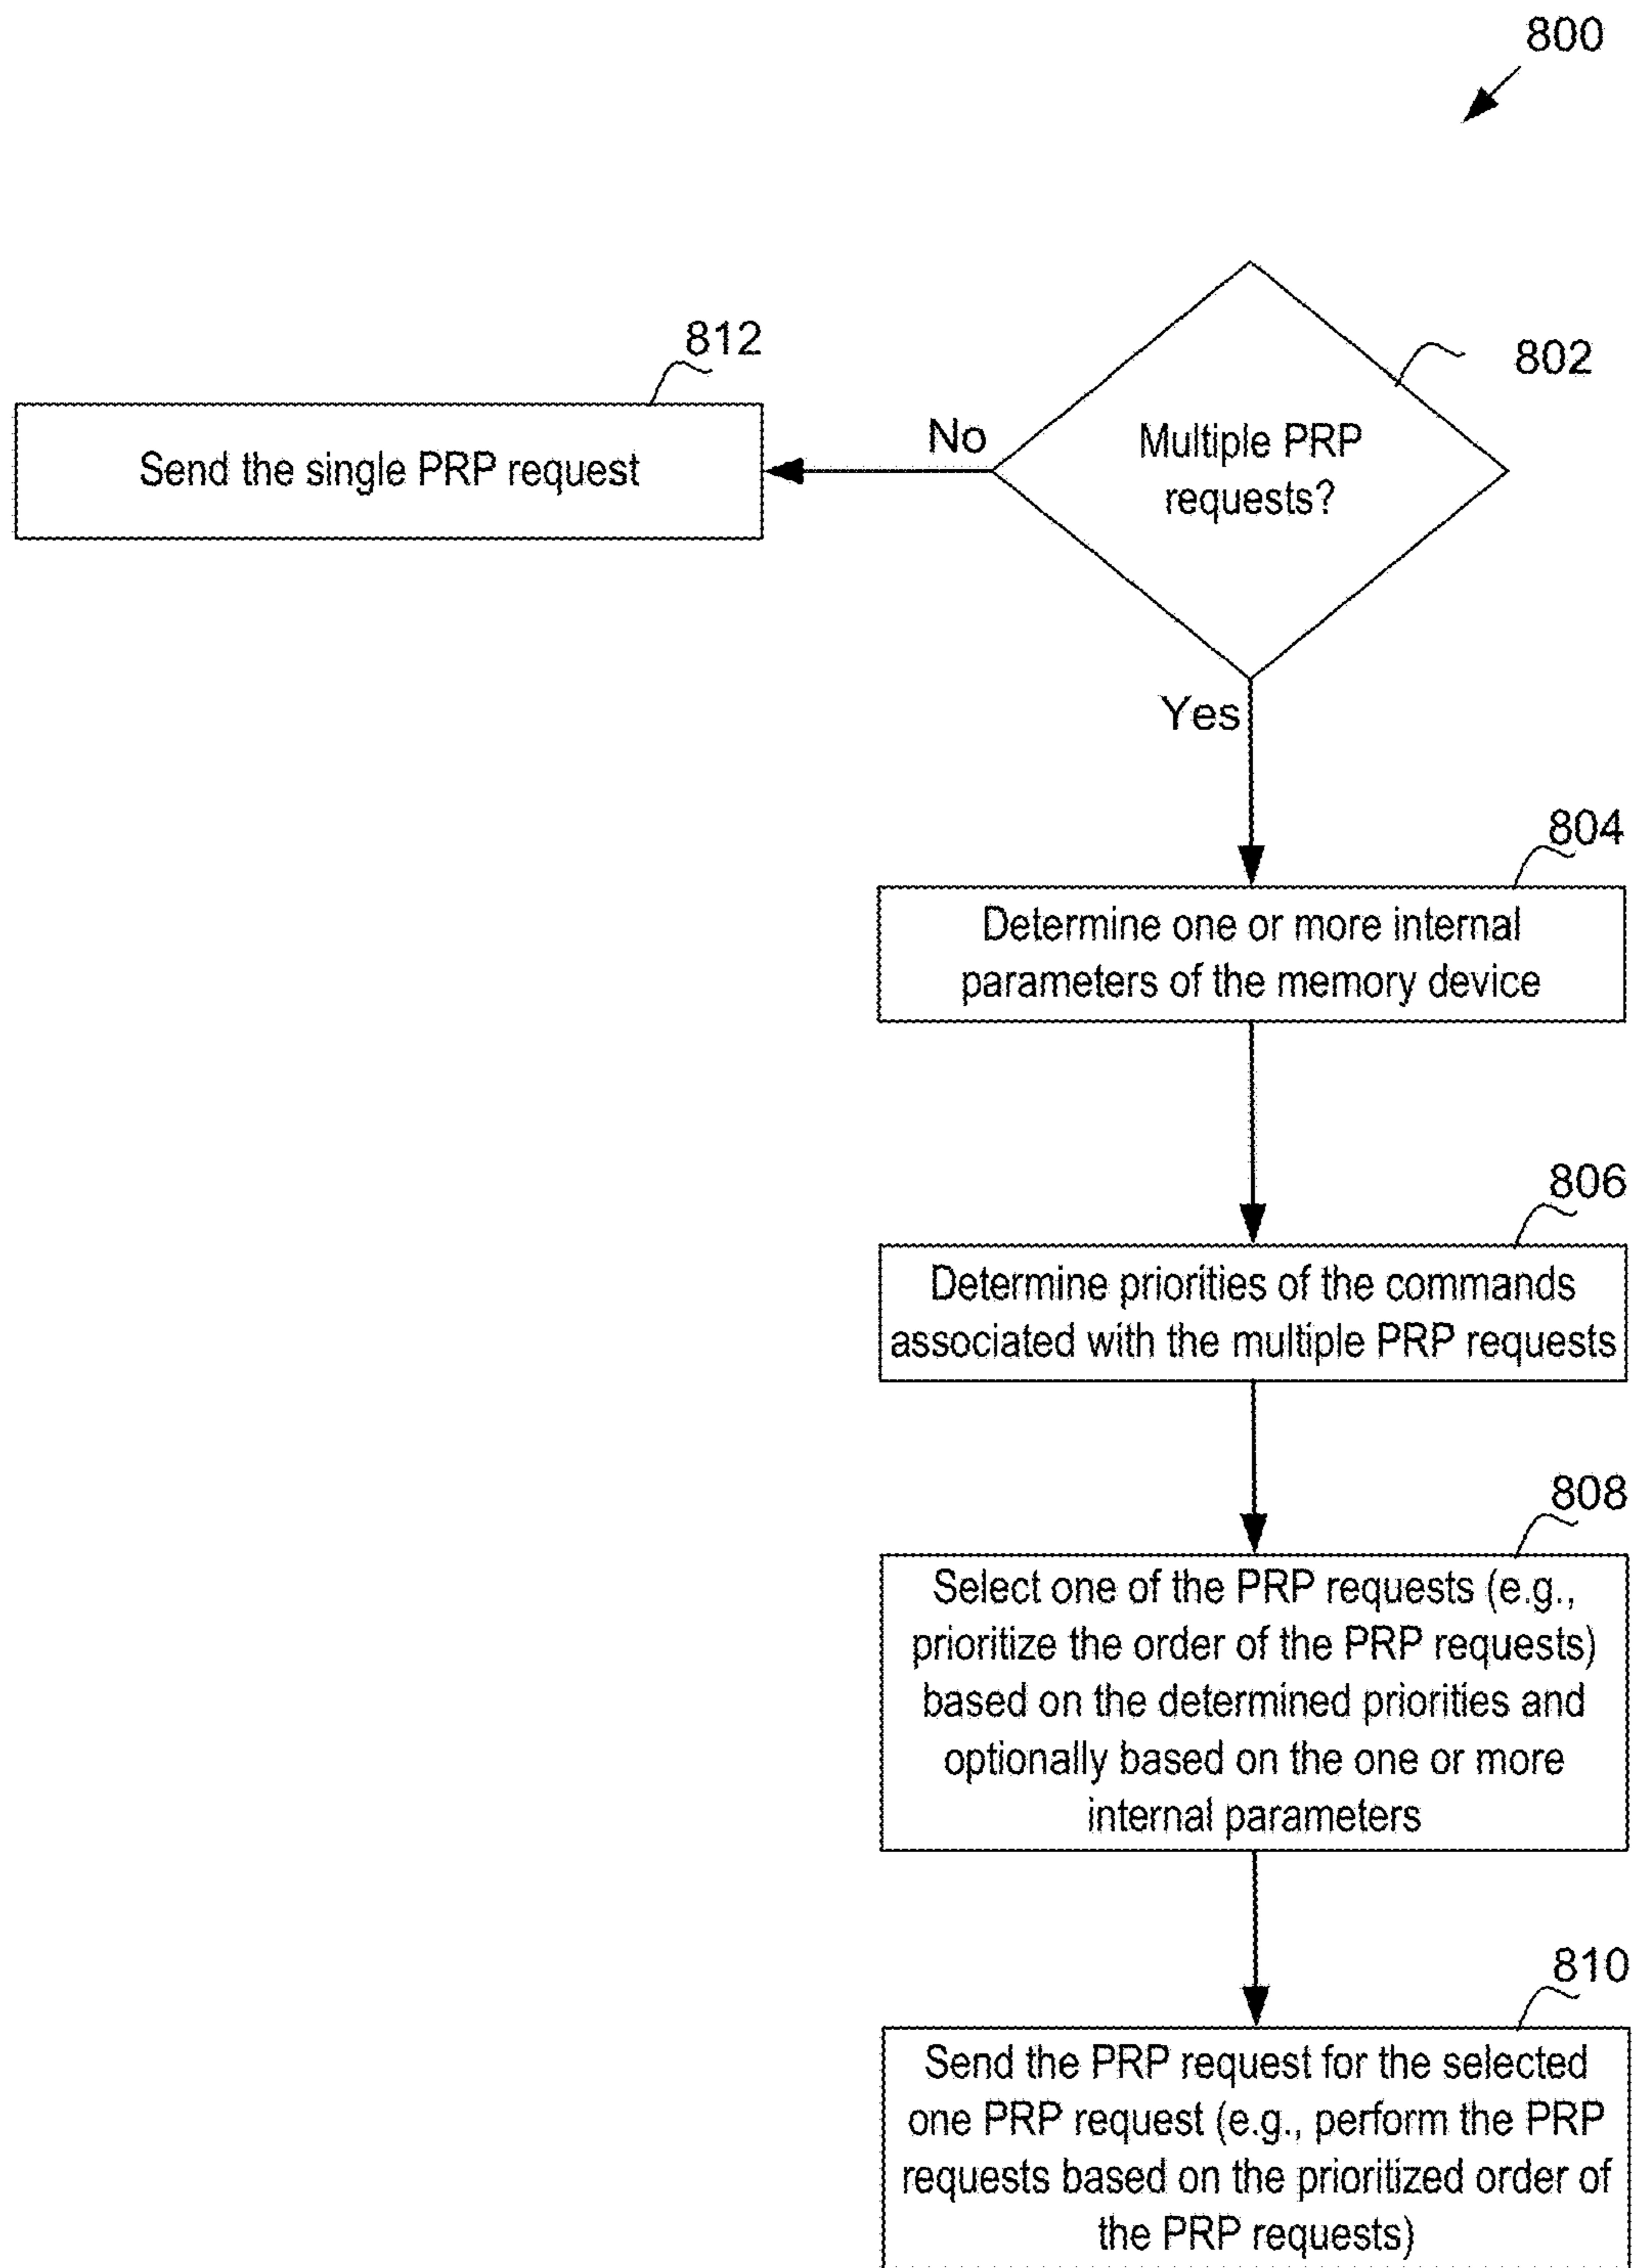 800
812
802
Send the single PRP request
No
Multiple PRP
requests?
Yes
804
Determine one or more internal
parameters of the memory device
806
Determine priorities of the commands
associated with the multiple PRP requests
808
Select one of the PRP requests (e.g.,
prioritize the order of the PRP requests)
based on the determined priorities and
optionally based on the one or more
internal parameters
810
Send the PRP request for the selected
one PRP request (e.g., perform the PRP
requests based on the prioritized order of
the PRP requests)